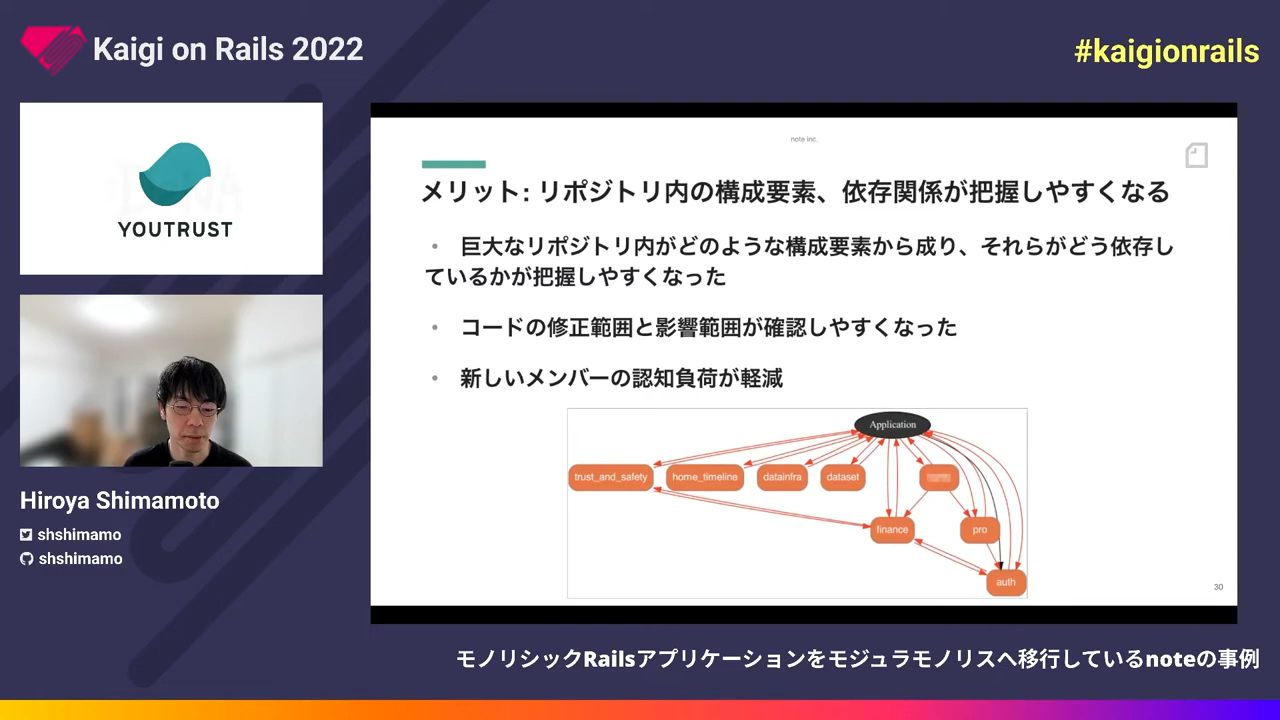 Kaigi on Rails 2022
#kaigionrails
YOUTRUST
Hiroya Shimamoto
shshimamo
shshimamo
note inc.
メリット: リポジトリ内の構成要素、依存関係が把握しやすくなる
• 巨大なリポジトリ内がどのような構成要素から成り、それらがどう依存し
ているかが把握しやすくなった
• コードの修正範囲と影響範囲が確認しやすくなった
• 新しいメンバーの認知負荷が軽減
Application
trust_and_safety
home_timeline
datainfra
dataset
finance
pro
auth
30
モノリシックRailsアプリケーションをモジュラモノリスへ移行しているnoteの事例